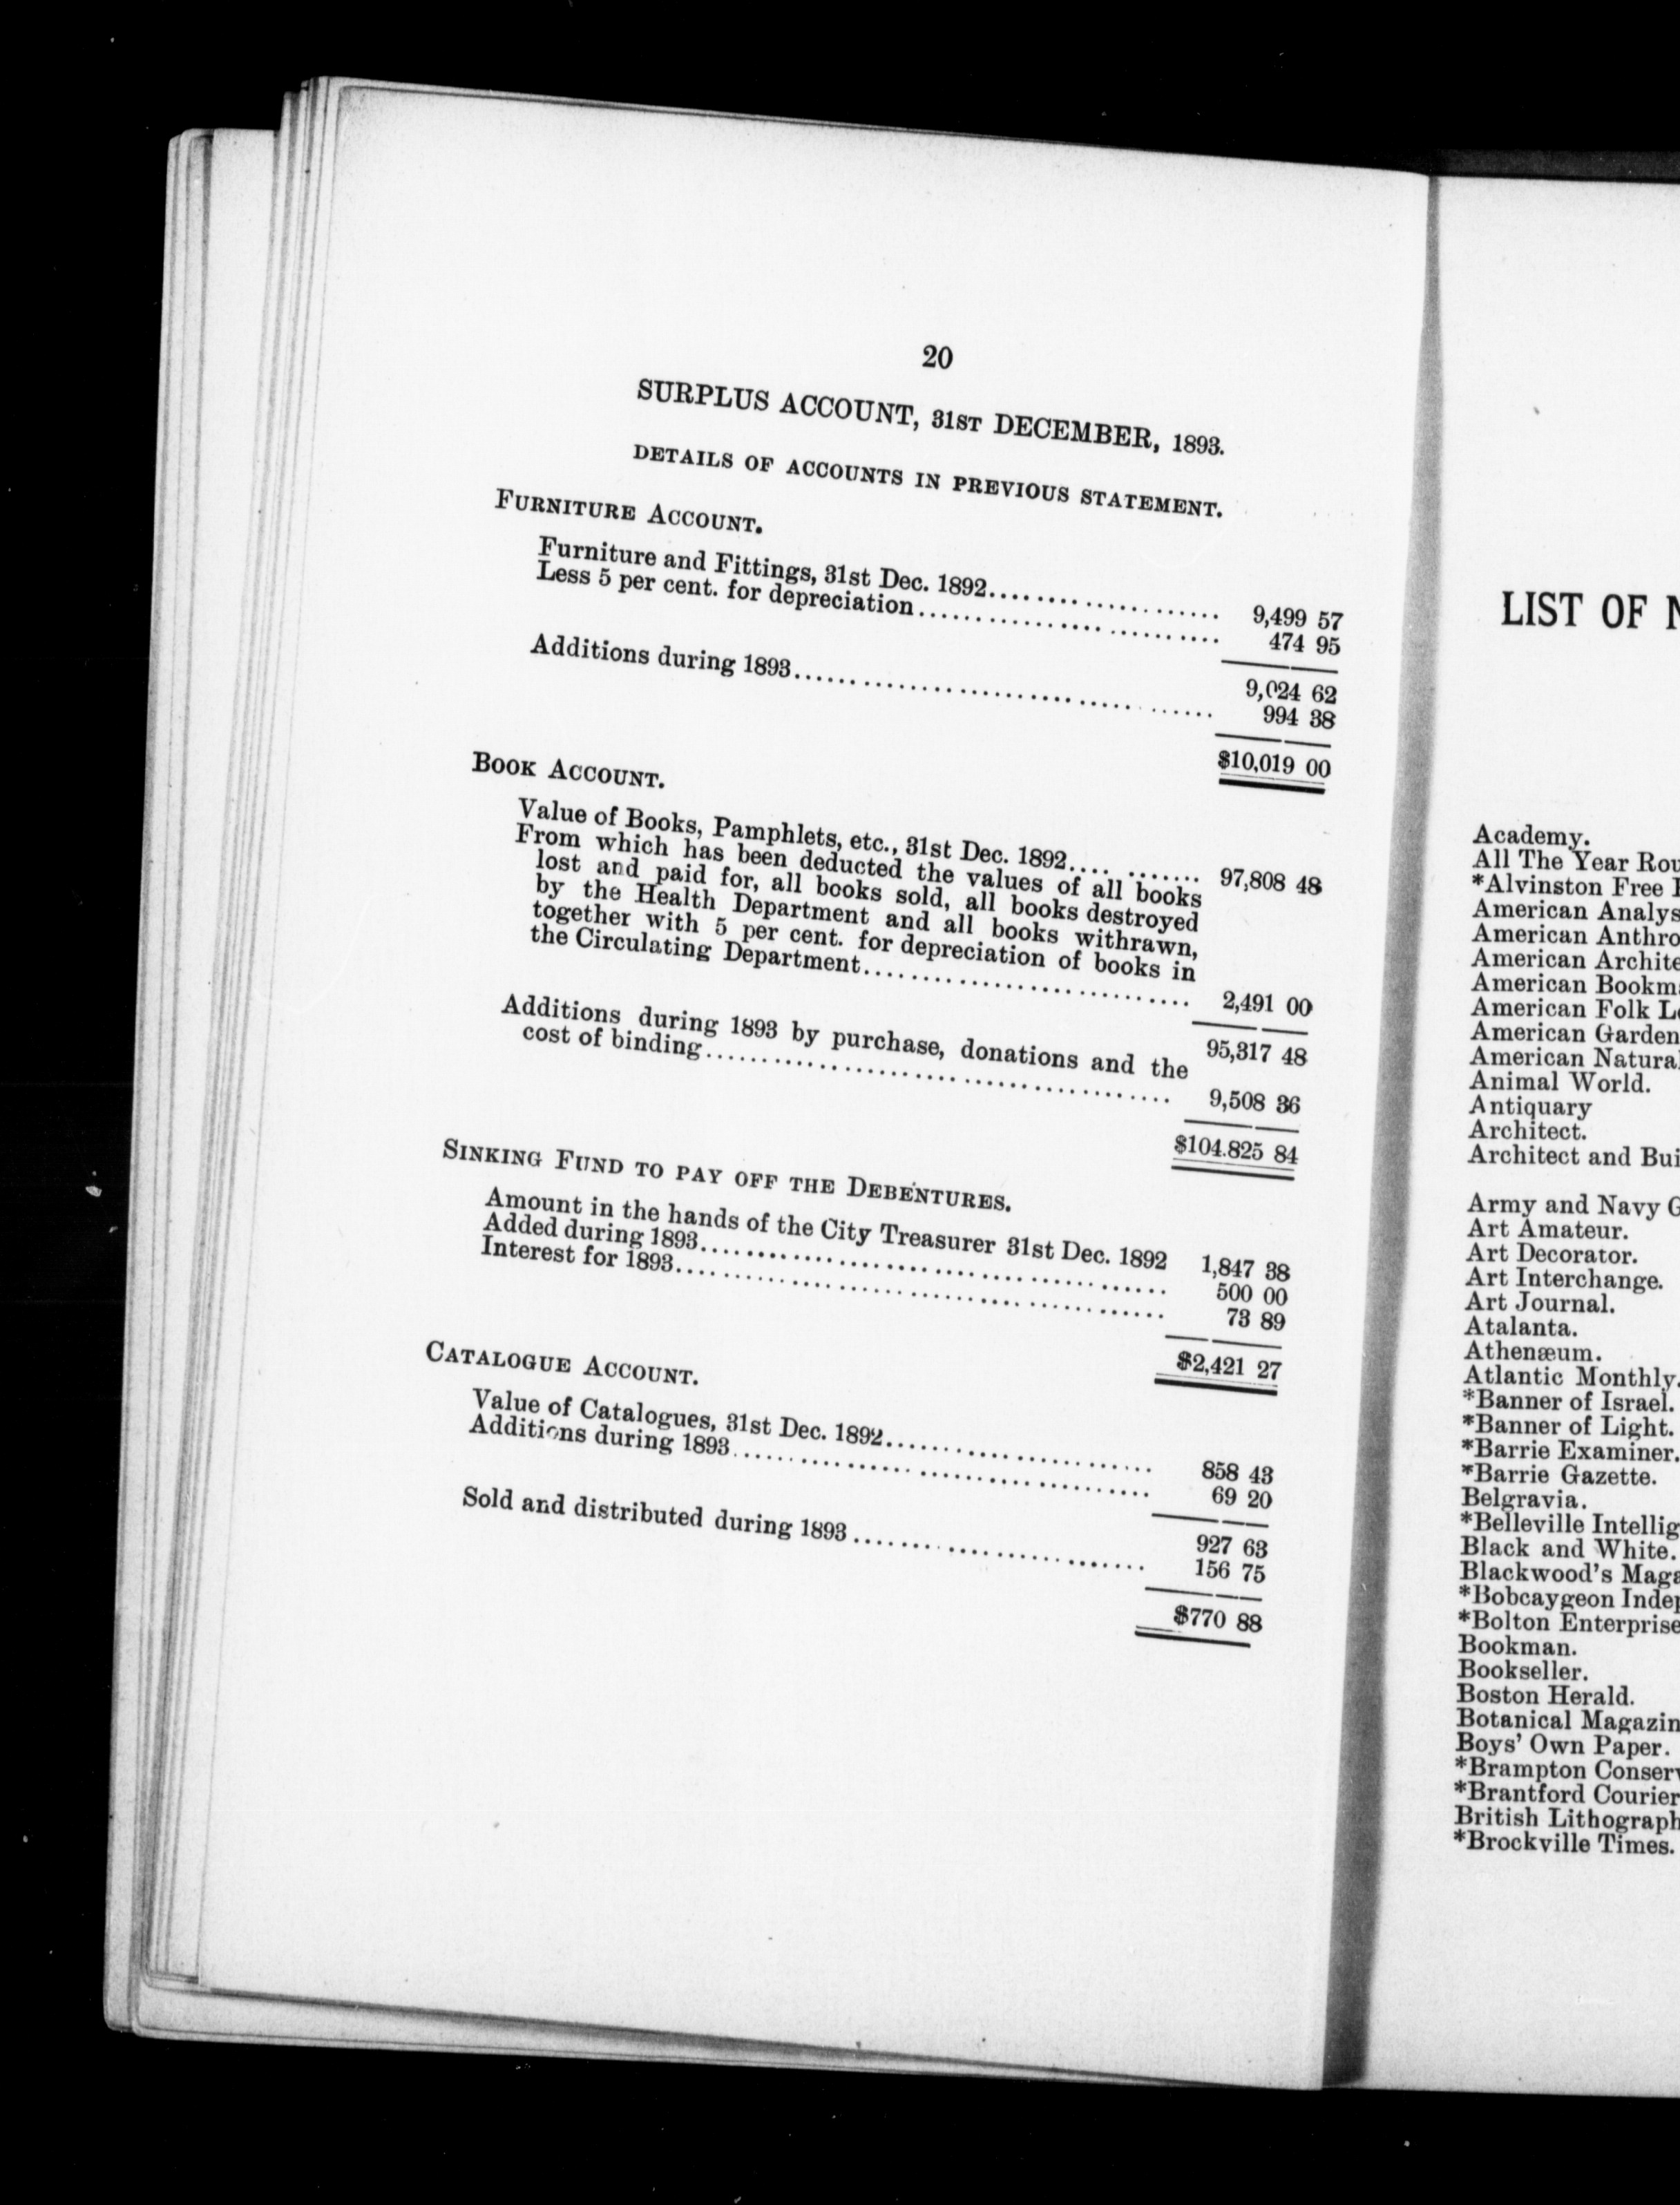 20
SURPLUS ACCOUNT, 31ST DECEMBER, 1893.
DETAILS OF ACCOUNTS IN PREVIOUS STATEMENT.
FURNITURE ACCOUNT.
Furniture and Fittings, 31st Dec. 1892.................... 9,499 57
Less 5 per cent. for depreciation.......................... 474 95
9,024 62
Additions during 1893.................................... 994 38
$10,019 00
BOOK ACCOUNT.
Value of Books, Pamphlets, etc., 31st Dec. 1892.... ....... 97,808 48
From which has been deducted the values of all books
lost and paid for, all books sold, all books destroyed
by the Health Department and all books withrawn,
together with 5 per cent. for depreciation of books in
the Circulating Department............................ 2,491 00
95,317 48
Additions during 1893 by purchase, donations and the
cost of binding........................................ 9,508 36
$104.825 84
SINKING FUND TO PAY OFF THE DEBENTURES.
Amount in the hands of the City Treasurer 31st Dec. 1892 1,847 38
Added during 1893........................................ 500 00
Interest for 1893.......................................... 73 89
$2,421 27
CATALOGUE ACCOUNT.
Value of Catalogues, 31st Dec. 1892........................ 858 43
Additions during 1893..................................... 69 20
927 63
Sold and distributed during 1893.......................... 156 75
$770 88
LIST OF
Academy.
All The Year
*Alvinston Free
American
American
American
American
American Folk
American
American
Animal World.
Antiquary
Architect.
Architect and
Army and Navy
Art Amateur.
Art Decorator.
Art Interchange.
Art Journal.
Atalanta.
Athenæum.
Atlantic Monthly.
*Banner of Israel.
*Banner of Light.
*Barrie Examiner.
*Barrie Gazette.
Belgravia.
*Belleville
Black and White.
Blackwood's
*Bobcaygeon
*Bolton Enterprise
Bookman.
Bookseller.
Boston Herald.
Botanical
Boys' Own Paper.
*Brampton
*Brantford Courier
British
*Brockville Times.